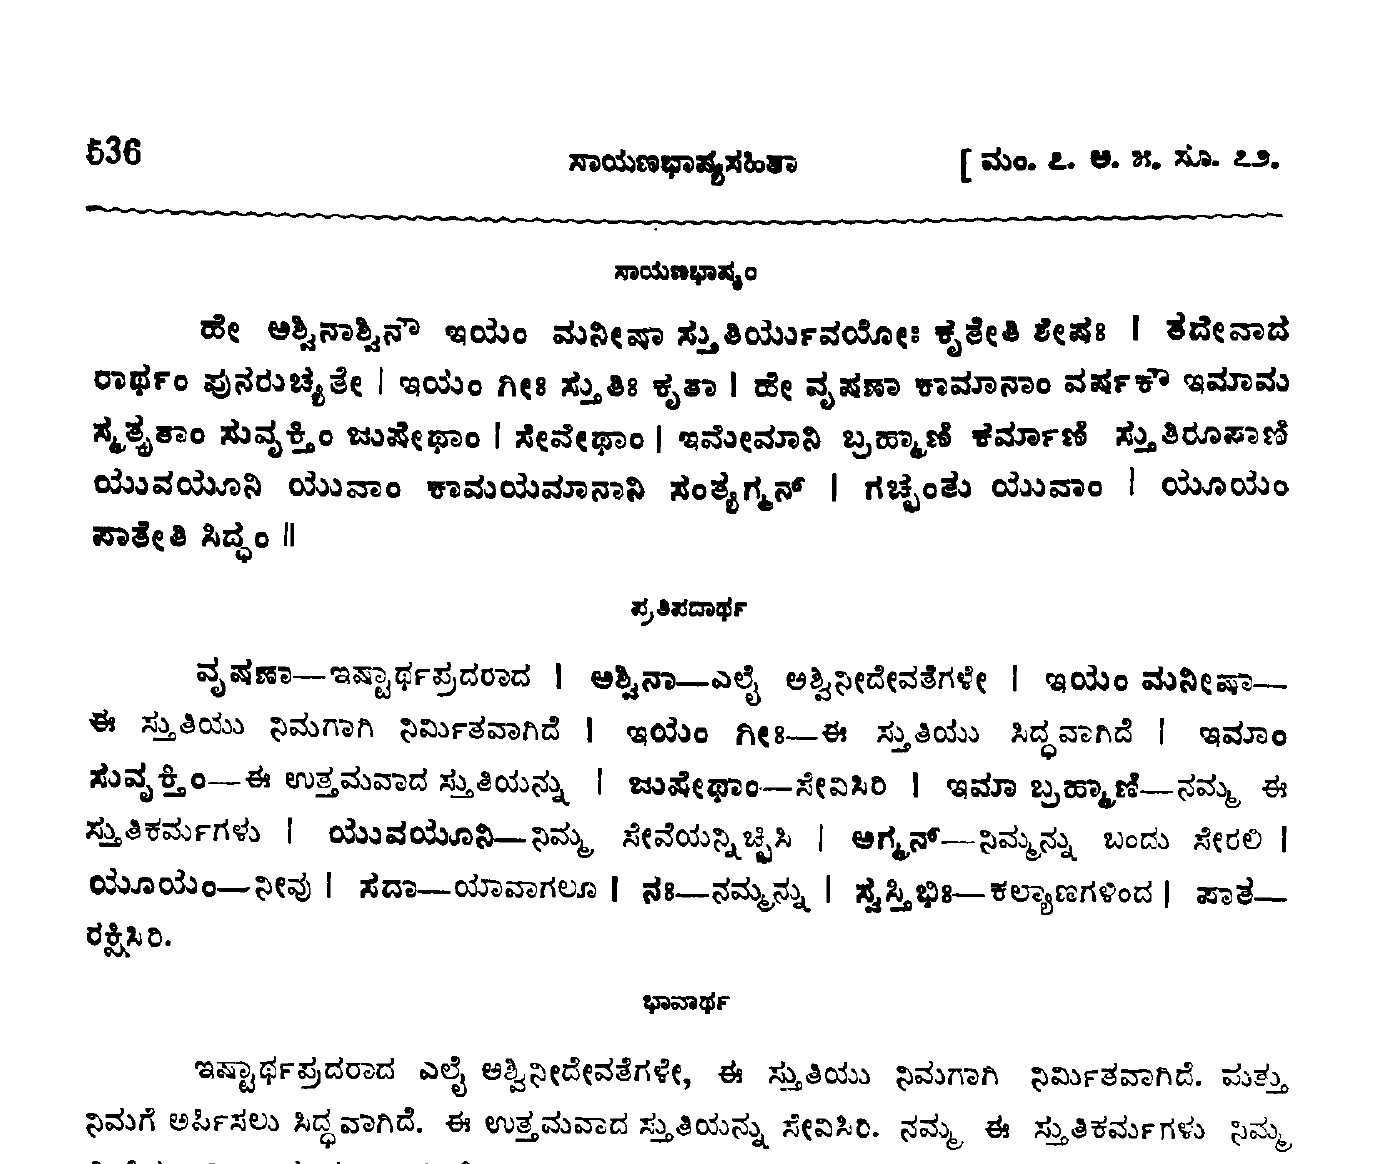 536 ಸಾಯಣಭಾಷ್ಯಸಹಿತಾ [ ಮಂ. ೭. ಅ. ೫. ಸೂ. ೭೨.
ಸಾಯಣಭಾಷ್ಯಂ
ಹೇ ಅಶ್ವಿನಾಶ್ವಿನೌ ಇಯಂ ಮನೀಷಾ ಸ್ತುತಿರ್ಯುವಯೋಃ ಕೃತೇತಿ ಶೇಷಃ | ತದೇವಾದ
ರಾರ್ಥಂ ಪುನರುಚ್ಯತೇ | ಇಯಂ ಗೀಃ ಸ್ತುತಿಃ ಕೃತಾ | ಹೇ ವೃಷಣಾ ಕಾಮಾನಾಂ ವರ್ಷಕೌ ಇಮಾಮ
ಸ್ಮತ್ಕೃತಾಂ ಸುವೃಕ್ತಿಂ ಜುಷೇಥಾಂ | ಸೇವೇಥಾಂ | ಇಮೇಮಾನಿ ಬ್ರಹ್ಮಾಣಿ ಕರ್ಮಾಣಿ ಸ್ತುತಿರೂಪಾಣಿ
ಯುವಯೂನಿ ಯುವಾಂ ಕಾಮಯಮಾನಾನಿ ಸಂತ್ಯಗ್ಮನ್ | ಗಚ್ಛಂತು ಯುವಾಂ | ಯೂಯಂ
ಪಾತೇತಿ ಸಿದ್ಧಂ ||
ಪ್ರತಿಪದಾರ್ಥ
ವೃಷಣಾ—ಇಷ್ಟಾರ್ಥಪ್ರದರಾದ | ಅಶ್ವಿನಾ—ಎಲೈ ಅಶ್ವಿನೀದೇವತೆಗಳೇ | ಇಯಂ ಮನೀಷಾ—
ಈ ಸ್ತುತಿಯು ನಿಮಗಾಗಿ ನಿರ್ಮಿತವಾಗಿದೆ | ಇಯಂ ಗೀಃ—ಈ ಸ್ತುತಿಯು ಸಿದ್ಧವಾಗಿದೆ | ಇಮಾಂ
ಸುವೃಕ್ತಿಂ—ಈ ಉತ್ತಮವಾದ ಸ್ತುತಿಯನ್ನು | ಜುಷೇಥಾಂ—ಸೇವಿಸಿರಿ | ಇಮಾ ಬ್ರಹ್ಮಾಣಿ—ನಮ್ಮ ಈ
ಸ್ತುತಿಕರ್ಮಗಳು | ಯುವಯೂನಿ—ನಿಮ್ಮ ಸೇವೆಯನ್ನಿಚ್ಛಿಸಿ | ಅಗ್ಮನ್—ನಿಮ್ಮನ್ನು ಬಂದು ಸೇರಲಿ |
ಯೂಯಂ—ನೀವು | ಸದಾ—ಯಾವಾಗಲೂ | ನಃ—ನಮ್ಮನ್ನು | ಸ್ವಸ್ತಿಭಿಃ—ಕಲ್ಯಾಣಗಳಿಂದ | ಪಾತ—
ರಕ್ಷಿಸಿರಿ.
ಭಾವಾರ್ಥ
ಇಷ್ಟಾರ್ಥಪ್ರದರಾದ ಎಲೈ ಅಶ್ವಿನೀದೇವತೆಗಳೇ, ಈ ಸ್ತುತಿಯು ನಿಮಗಾಗಿ ನಿರ್ಮಿತವಾಗಿದೆ. ಮತ್ತು
ನಿಮಗೆ ಅರ್ಪಿಸಲು ಸಿದ್ಧವಾಗಿದೆ. ಈ ಉತ್ತಮವಾದ ಸ್ತುತಿಯನ್ನು ಸೇವಿಸಿರಿ. ನಮ್ಮ ಈ ಸ್ತುತಿಕರ್ಮಗಳು ನಿಮ್ಮ